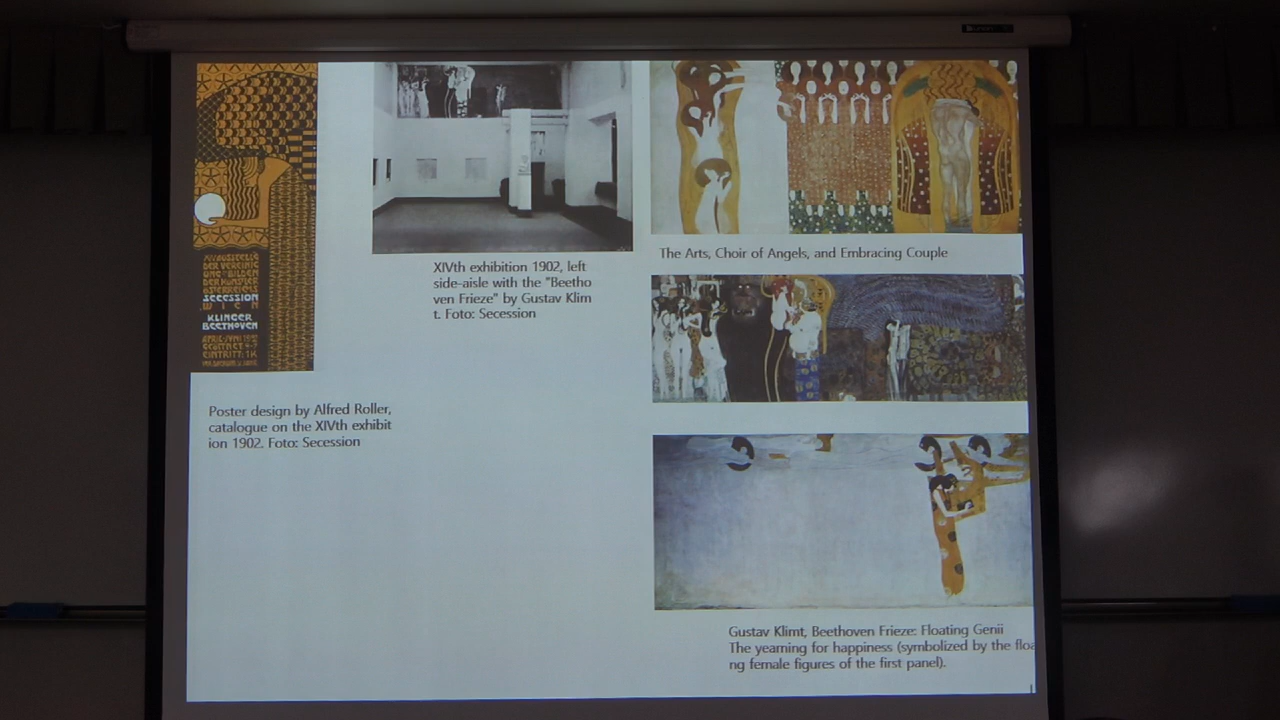 SECESSION
WIEN
KLINGER
BEETHOVEN
Poster design by Alfred Roller,
catalogue on the XIVth exhibit
ion 1902. Foto: Secession
XIVth exhibition 1902, left
side-aisle with the "Beetho
ven Frieze" by Gustav Klim
t. Foto: Secession
The Arts, Choir of Angels, and Embracing Couple
Gustav Klimt, Beethoven Frieze: Floating Genii
The yearning for happiness (symbolized by the floa
ng female figures of the first panel).